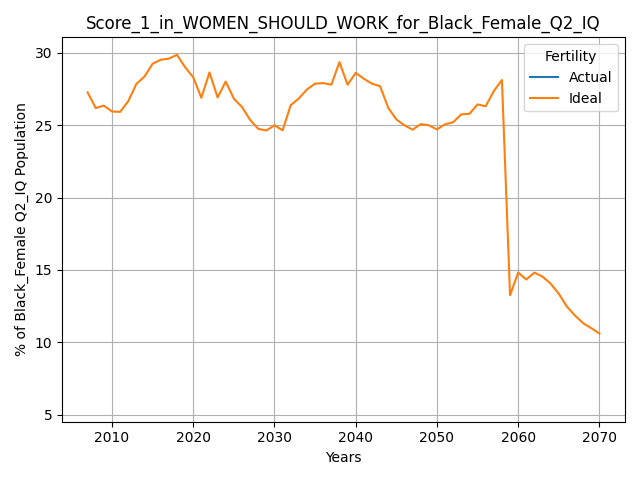 Score_1_in_WOMEN_SHOULD_WORK_for_Black_Female_Q2_IQ
Fertility
Actual
Ideal
% of Black_Female Q2_IQ Population
30
25
20
15
10
5
2010 2020 2030 2040 2050 2060 2070
Years